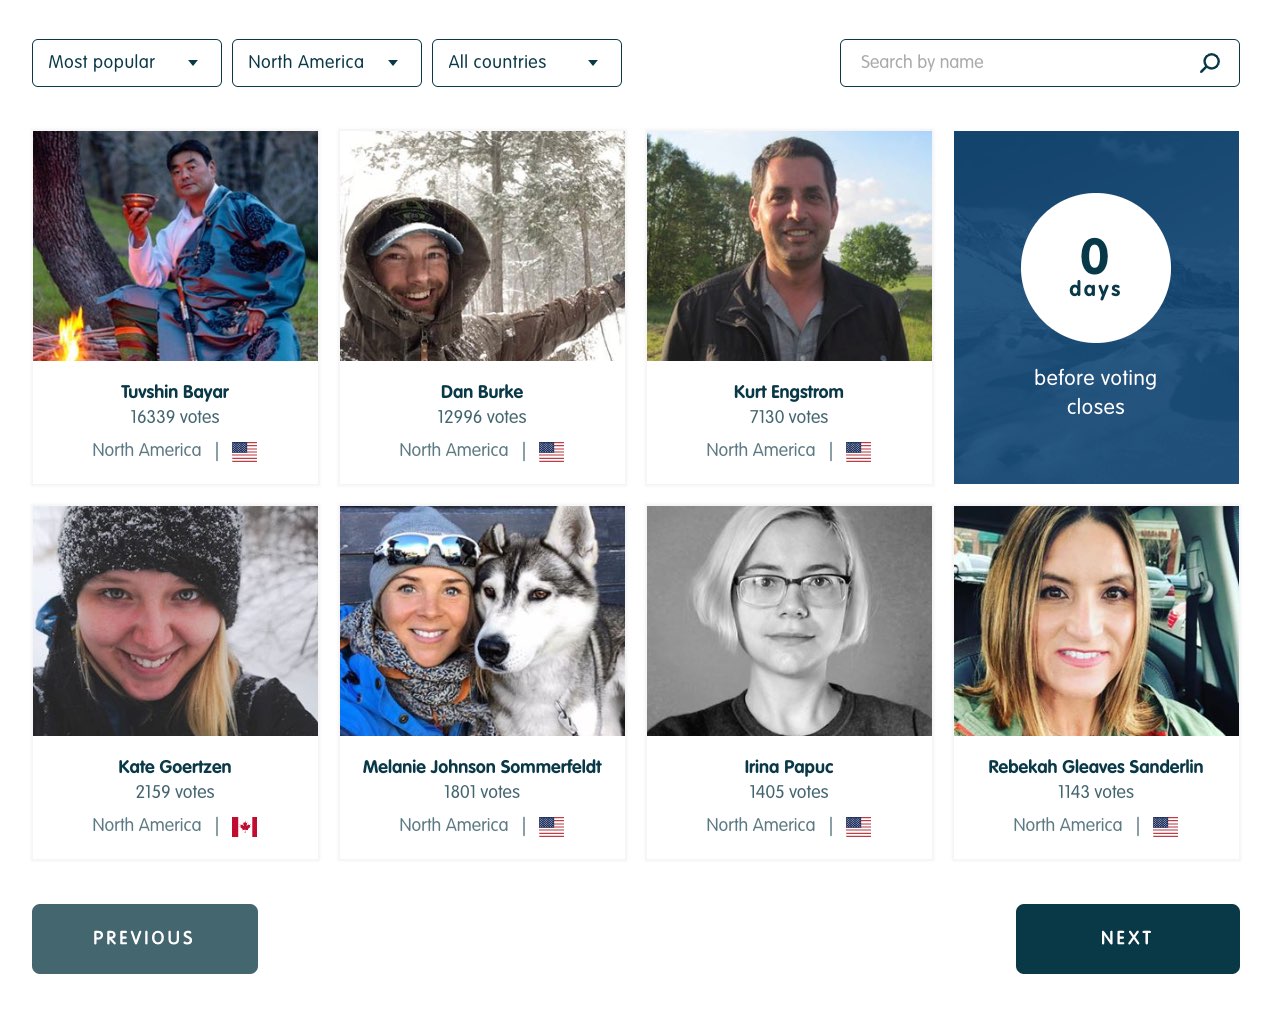 Most popular
North America
All countries
Search by name
Tuvshin Bayar
16339 votes
North America |
Dan Burke
12996 votes
North America |
Kurt Engstrom
7130 votes
North America |
0
days
before voting
closes
Kate Goertzen
2159 votes
North America |
Melanie Johnson Sommerfeldt
1801 votes
North America |
Irina Papuc
1405 votes
North America |
Rebekah Gleaves Sanderlin
1143 votes
North America |
PREVIOUS
NEXT